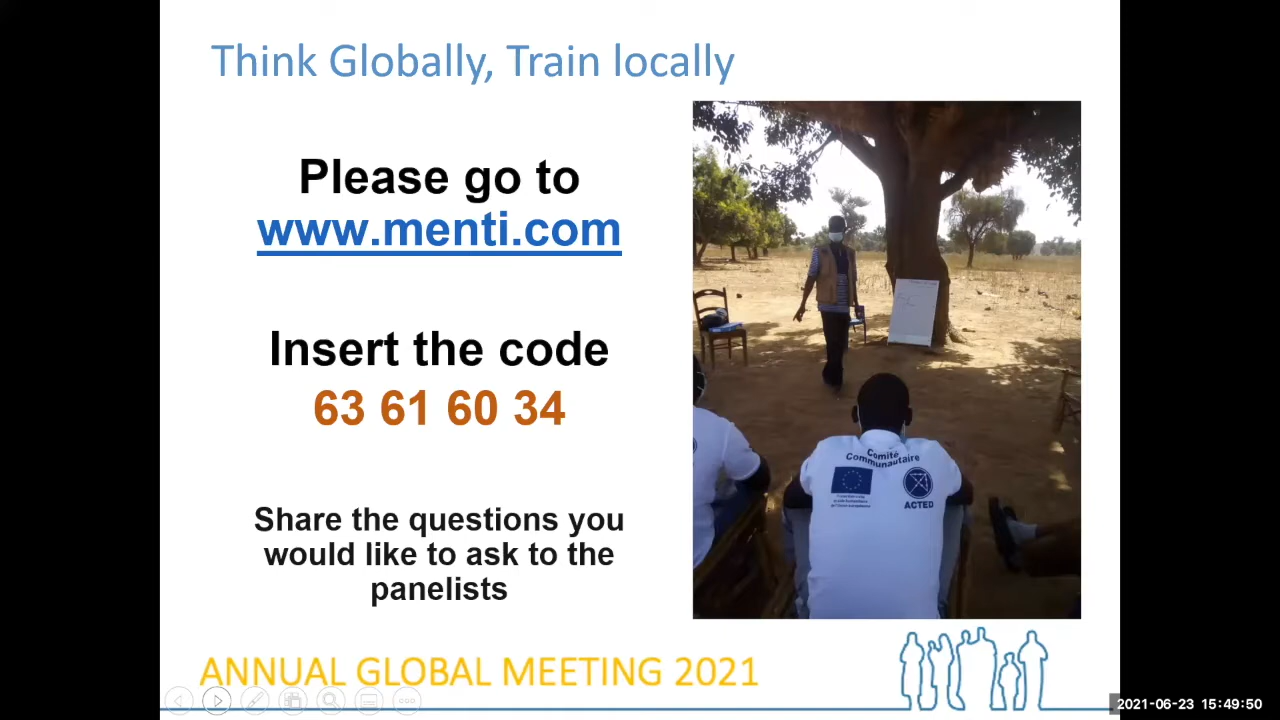 Think Globally, Train locally
Please go to
www.menti.com
Insert the code
63 61 60 34
Share the questions you
would like to ask to the
panelists
Comité
Communautaire
ACTED
ANNUAL GLOBAL MEETING 2021
2021-06-23 15:49:50